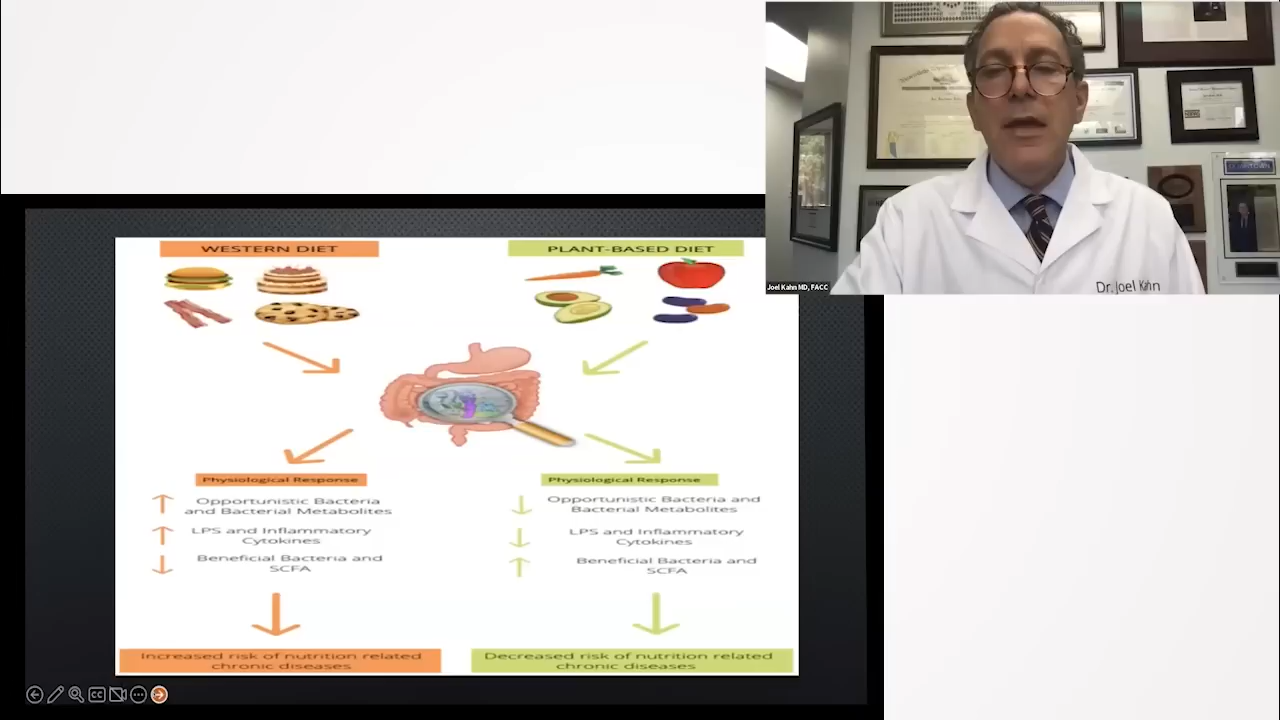 WESTERN DIET
PLANT-BASED DIET
Joel Kahn MD, FACC
Dr. Joel Kahn
Physiological Response
Opportunistic Bacteria
and Bacterial Metabolites
LPS and Inflammatory
Cytokines
Beneficial Bacteria and
SCFA
Increased risk of nutrition related
chronic diseases
Physiological Response
Opportunistic Bacteria and
Bacterial Metabolites
LPS and Inflammatory
Cytokines
Beneficial Bacteria and
SCFA
Decreased risk of nutrition related
chronic diseases
CC